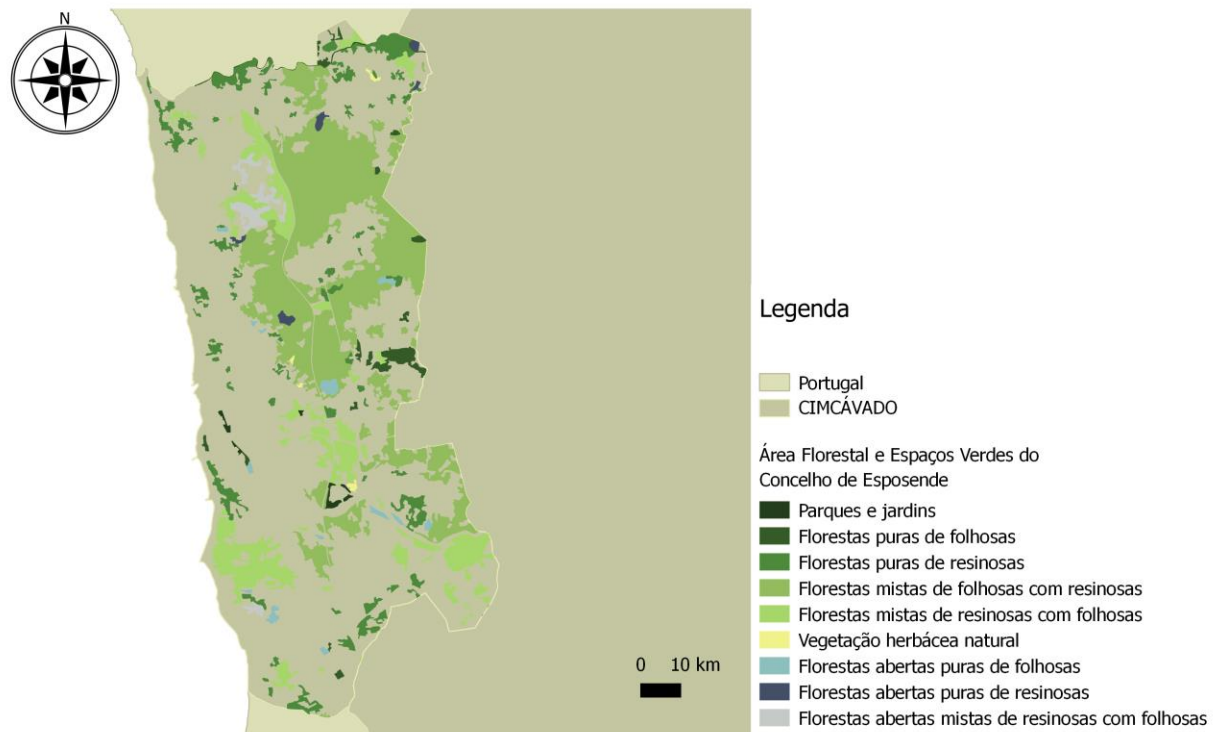 N
Legenda
Portugal
CIMCÁVADO
Área Florestal e Espaços Verdes do
Concelho de Esposende
Parques e jardins
Florestas puras de folhosas
Florestas puras de resinosas
Florestas mistas de folhosas com resinosas
Florestas mistas de resinosas com folhosas
Vegetação herbácea natural
Florestas abertas puras de folhosas
Florestas abertas puras de resinosas
Florestas abertas mistas de resinosas com folhosas
0 10 km